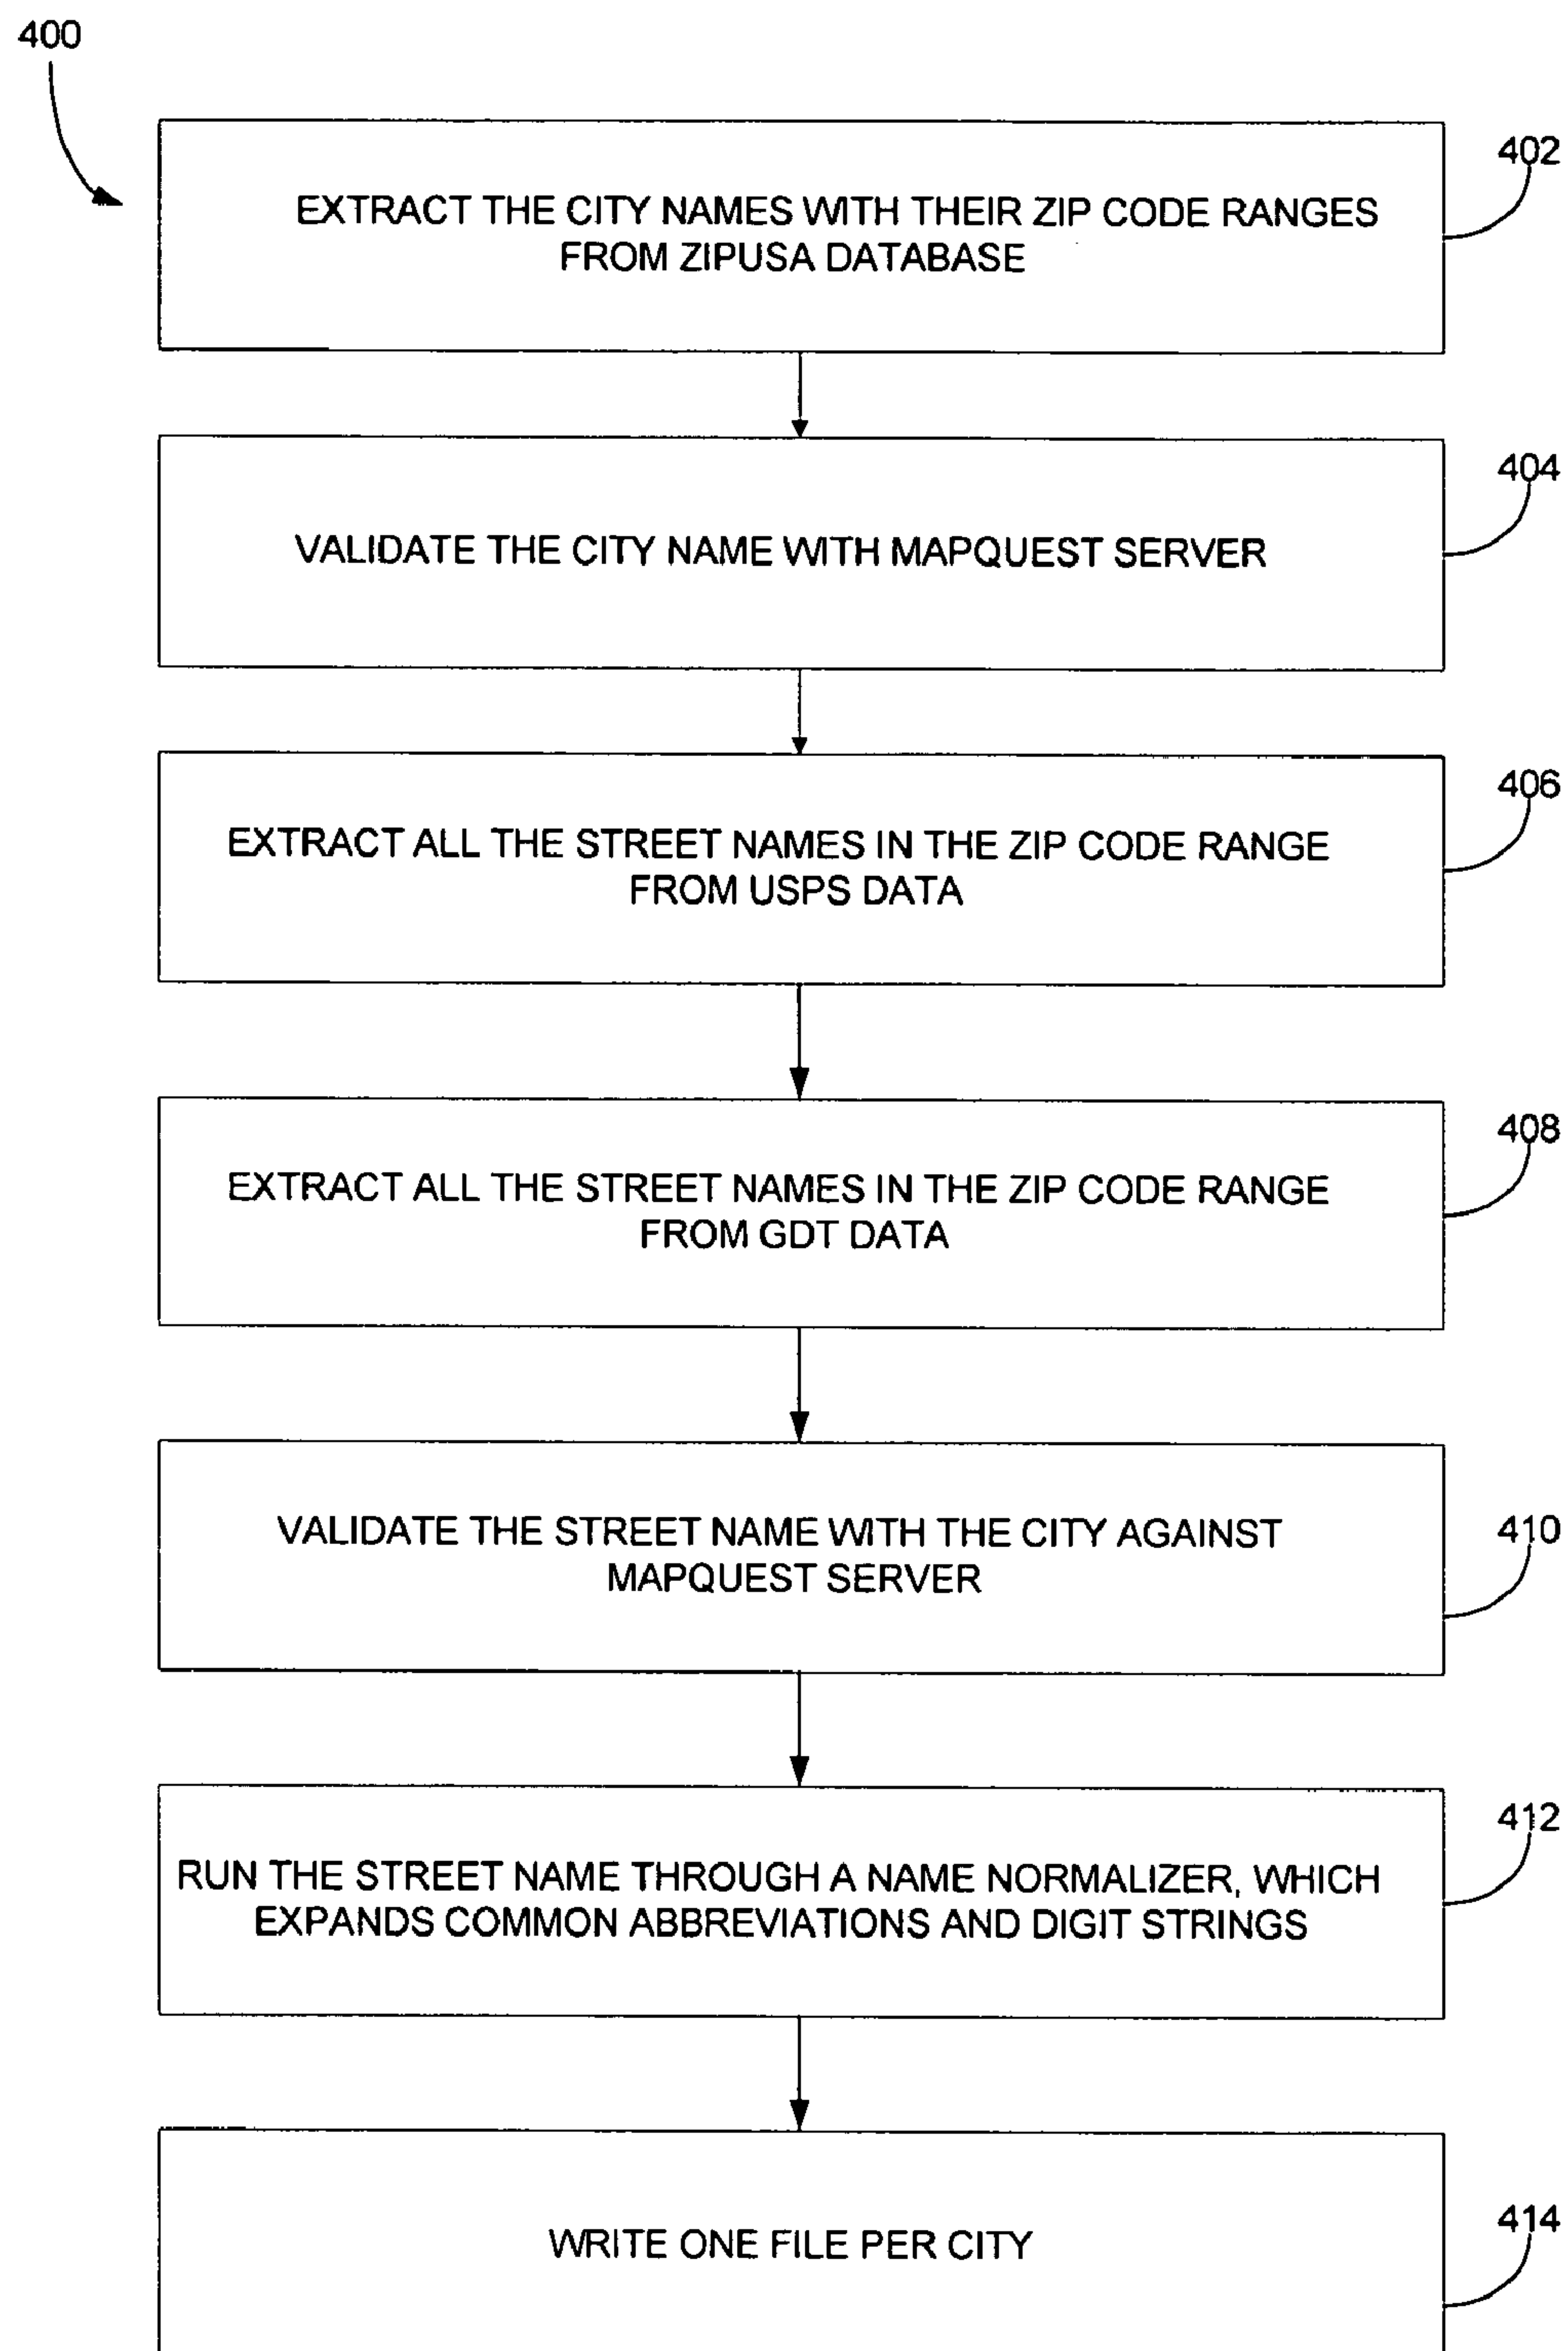 400
402
EXTRACT THE CITY NAMES WITH THEIR ZIP CODE RANGES
FROM ZIPUSA DATABASE
404
VALIDATE THE CITY NAME WITH MAPQUEST SERVER
406
EXTRACT ALL THE STREET NAMES IN THE ZIP CODE RANGE
FROM USPS DATA
408
EXTRACT ALL THE STREET NAMES IN THE ZIP CODE RANGE
FROM GDT DATA
410
VALIDATE THE STREET NAME WITH THE CITY AGAINST
MAPQUEST SERVER
412
RUN THE STREET NAME THROUGH A NAME NORMALIZER, WHICH
EXPANDS COMMON ABBREVIATIONS AND DIGIT STRINGS
414
WRITE ONE FILE PER CITY